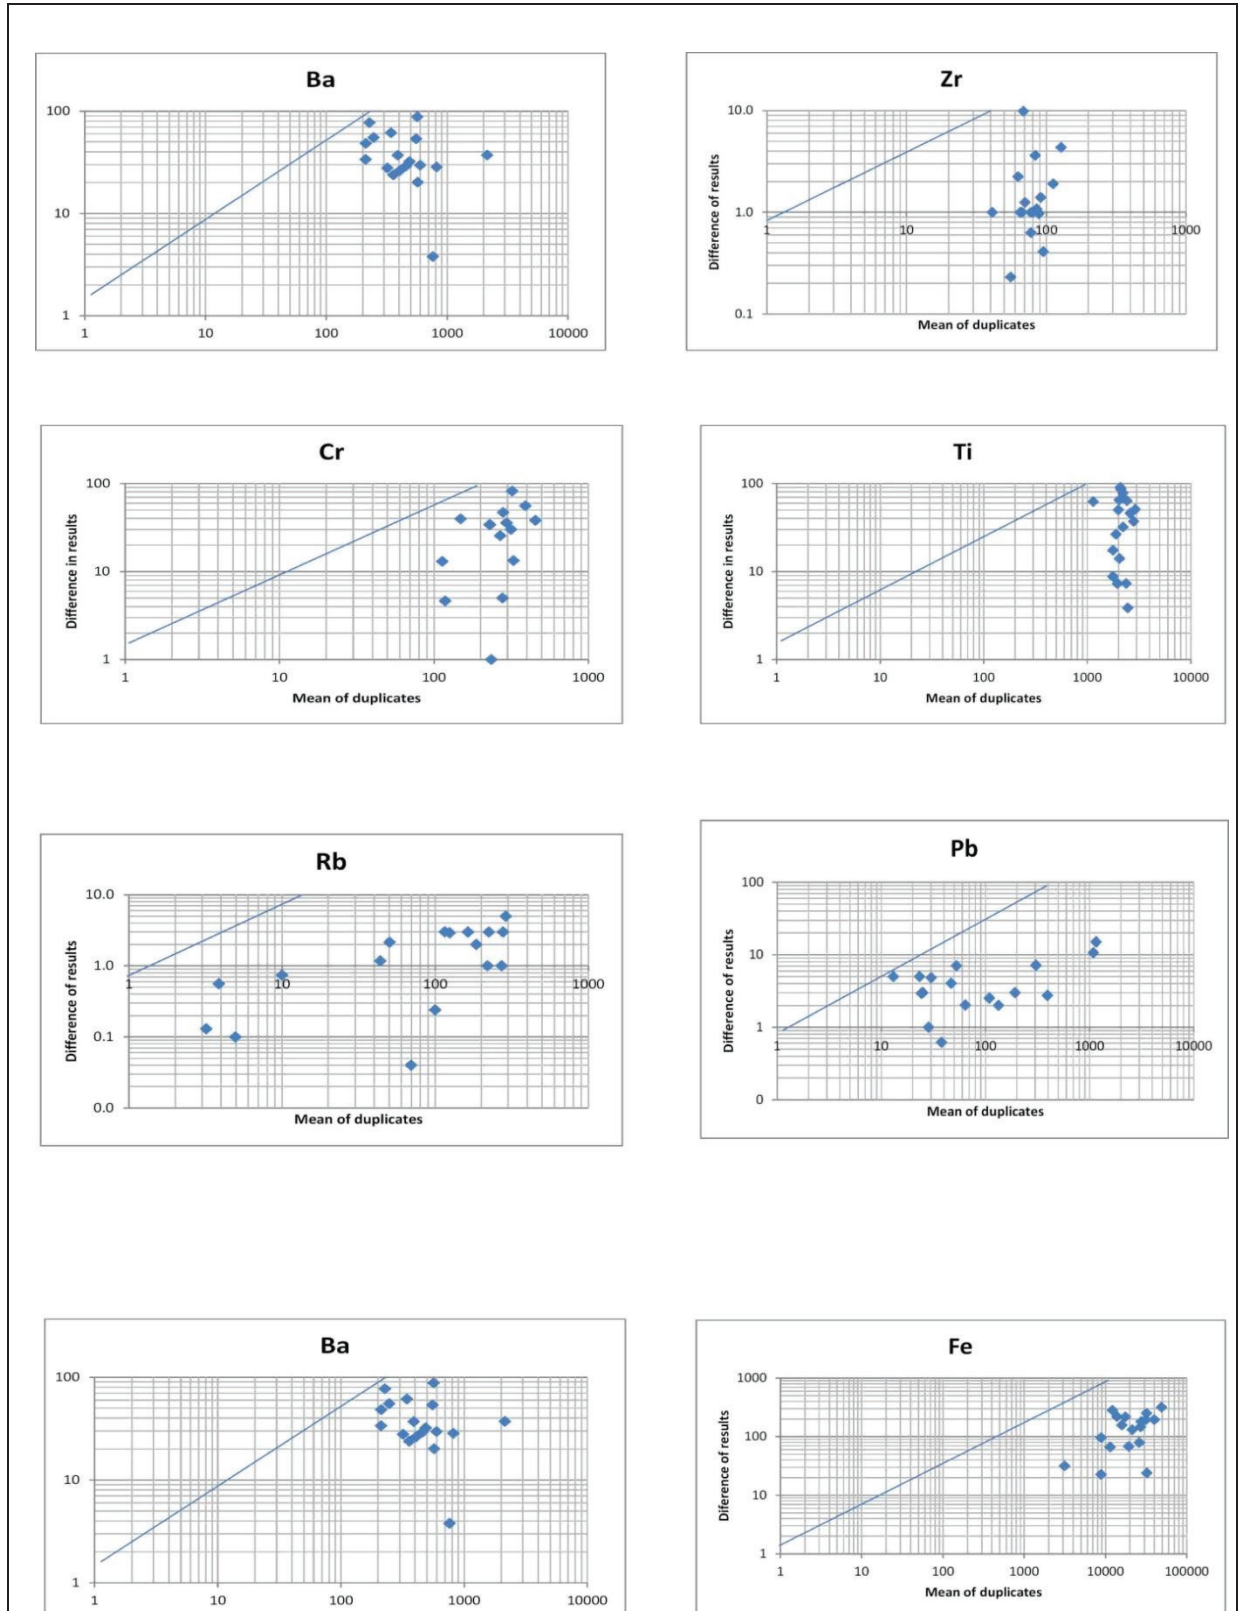 Ba
100
10
1
1 10 100 1000 10000
Zr
10.0
1.0
0.1
1 10 100 1000
Difference of results
Mean of duplicates
Cr
100
10
1
1 10 100 1000
Difference in results
Mean of duplicates
Ti
100
10
1
1 10 100 1000 10000
Difference of results
Mean of duplicates
Rb
10.0
1.0
0.1
0.0
1 10 100 1000
Difference of results
Mean of duplicates
Pb
100
10
1
0
1 10 100 1000 10000
Difference of results
Mean of duplicates
Ba
100
10
1
1 10 100 1000 10000
Fe
1000
100
10
1
1 10 100 1000 10000 100000
Diference of results
Mean of duplicates